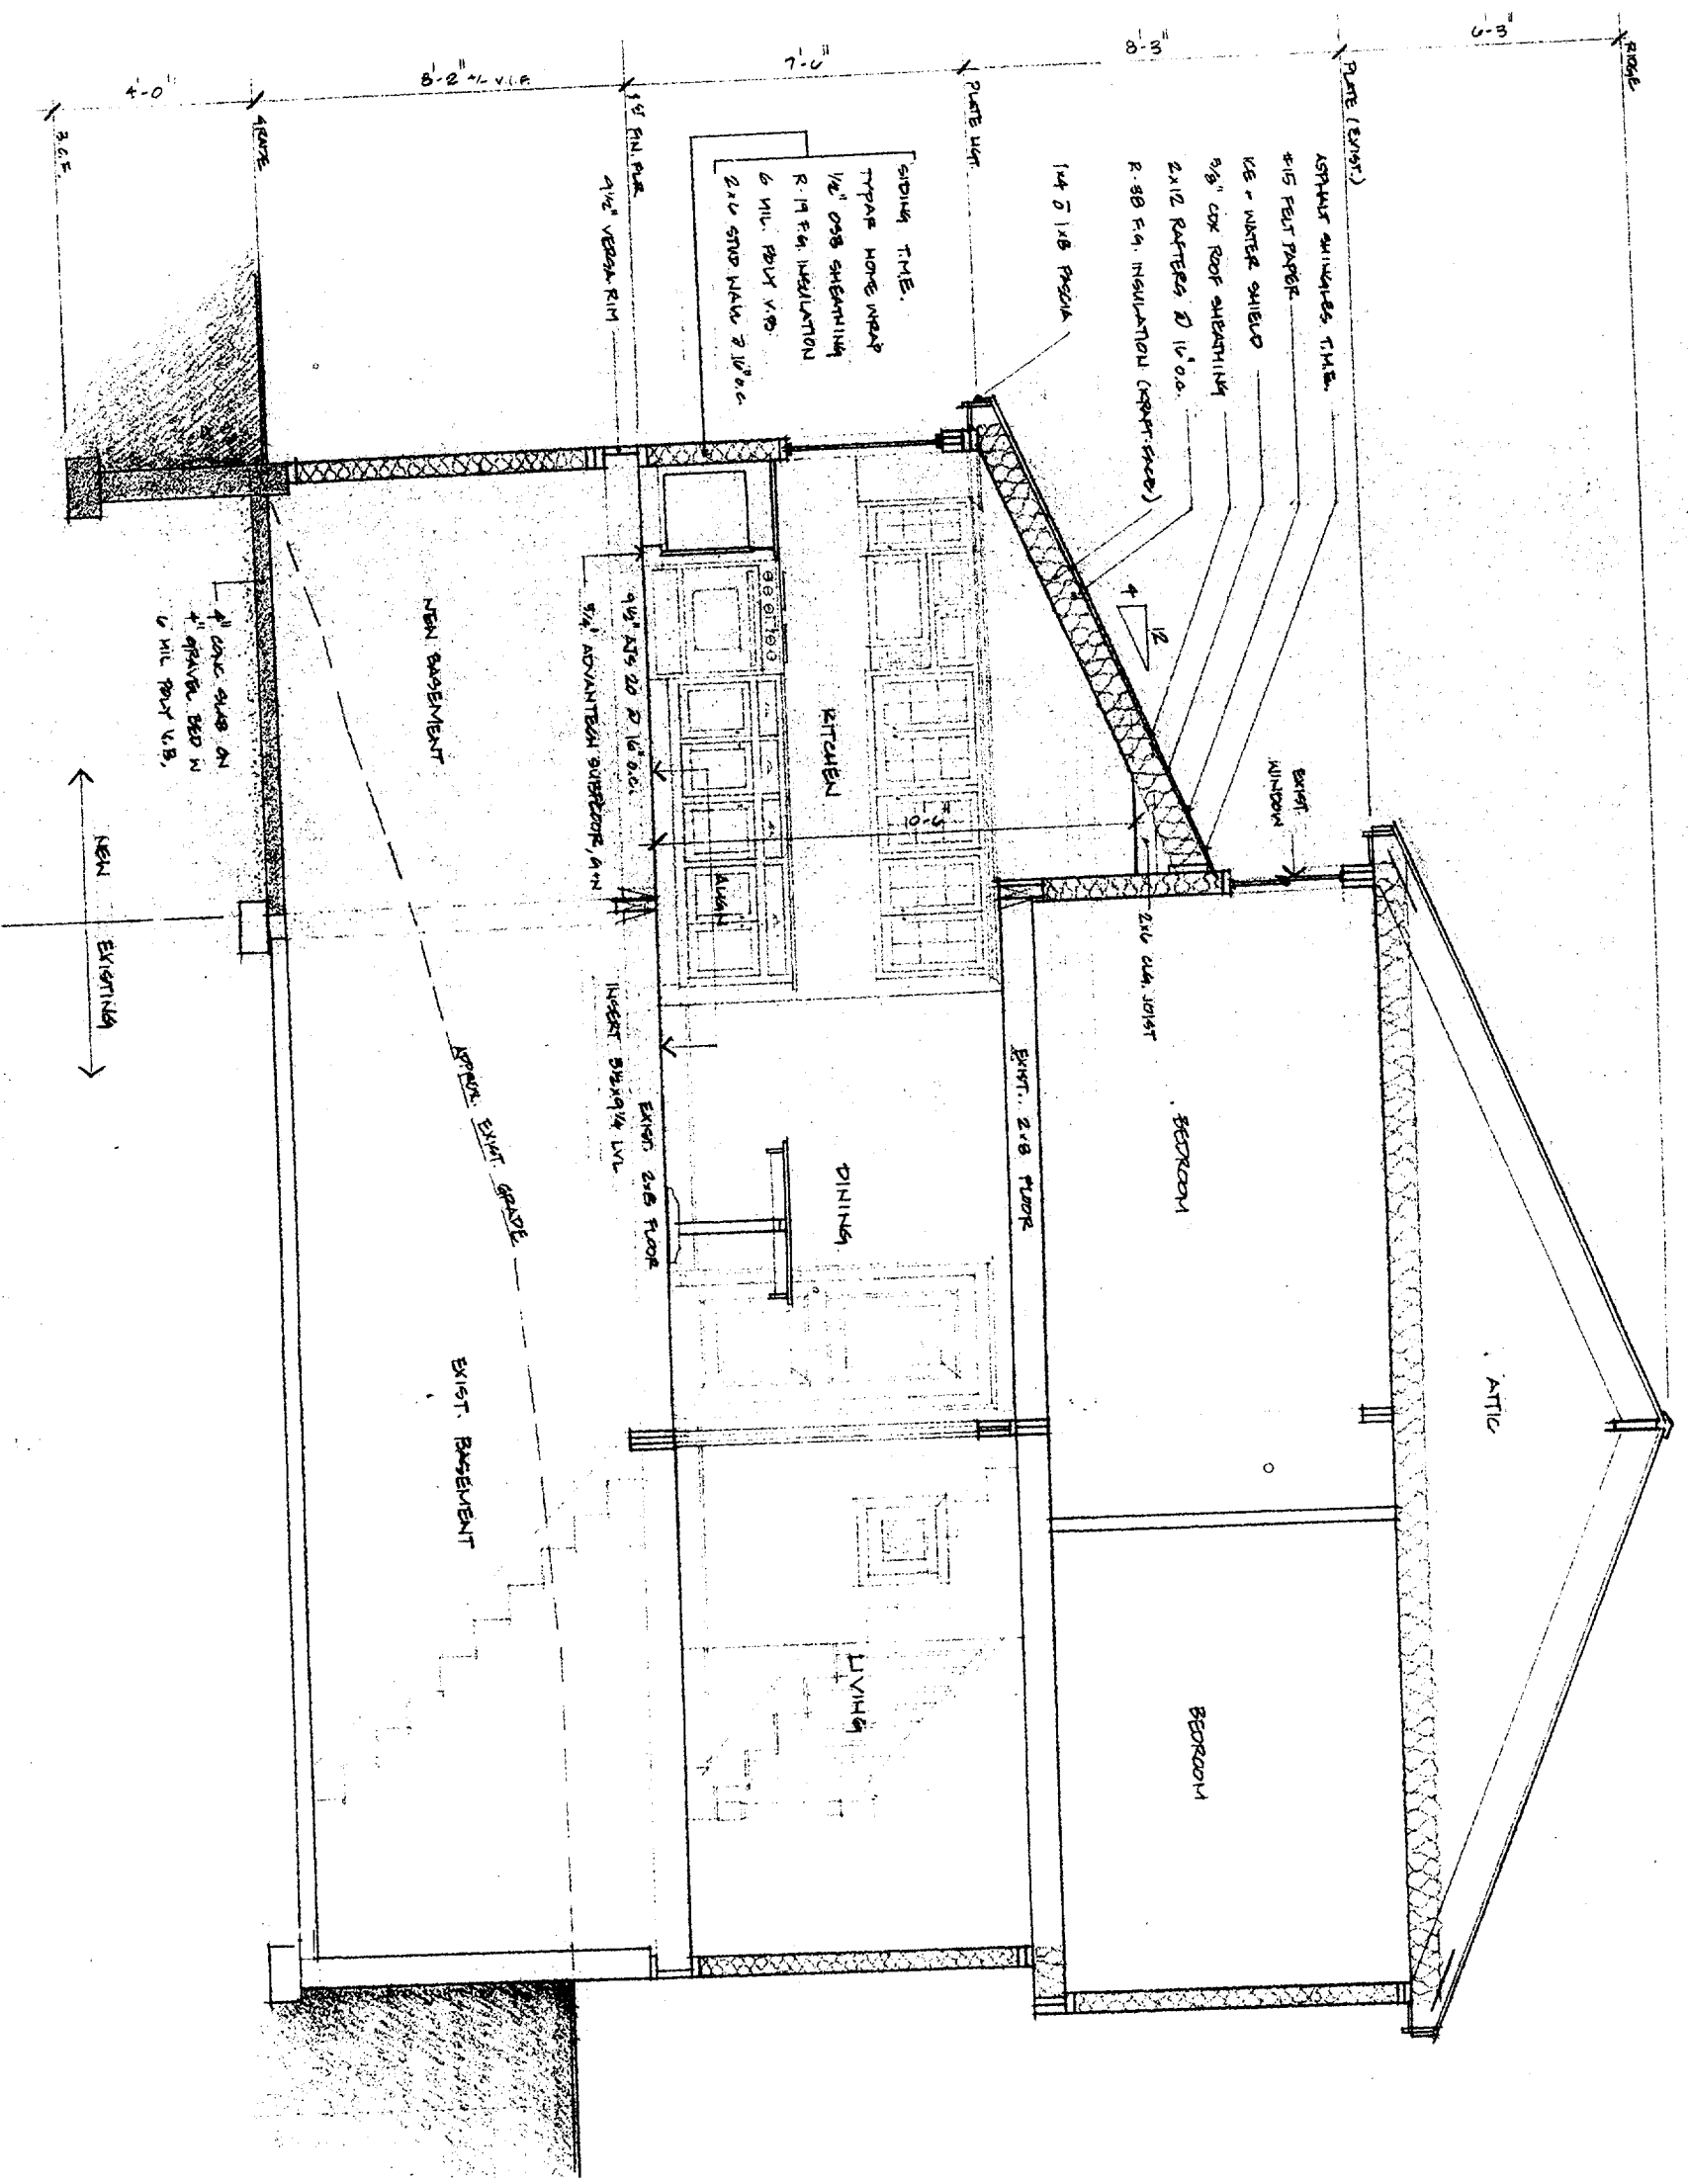 RIDGE
6'-3"
PLATE (EXIST.)
8'-3"
PLATE HGT.
7'-6"
1ST FIN. FLR
8'-2" +/- V.I.F.
GRADE
4'-0"
B.O.F.
ASPHALT SHINGLES T.M.E.
#15 FELT PAPER
ICE & WATER SHIELD
5/8" CDX ROOF SHEATHING
2x12 RAFTERS @ 16" O.C.
R-38 F.G. INSULATION (KRAFT-FACED)
1x4 1x8 FASCIA
SIDING T.M.E.
TYPAR HOME WRAP
1/2" OSB SHEATHING
R-19 F.G. INSULATION
6 MIL. POLY V.B.
2x6 STUD WALL @ 16" O.C.
9 1/2" VERSA RIM
12
4
EXIST.
WINDOW
ATTIC
2x6 CLG. JOIST
BEDROOM
BEDROOM
10'-6"
EXIST. 2x8 FLOOR
KITCHEN
DINING
LIVING
ALIGN
9 1/2" AJS 20 @ 16" O.C.
3/4" ADVANTECH SUBFLOOR, G+N
EXIST. 2x8 FLOOR
INSERT 3 1/2x9 1/4 LVL
NEW BASEMENT
APPROX. EXIST. GRADE
EXIST. BASEMENT
4" CONC. SLAB ON
4" GRAVEL BED W
6 MIL POLY V.B.
NEW
EXISTING